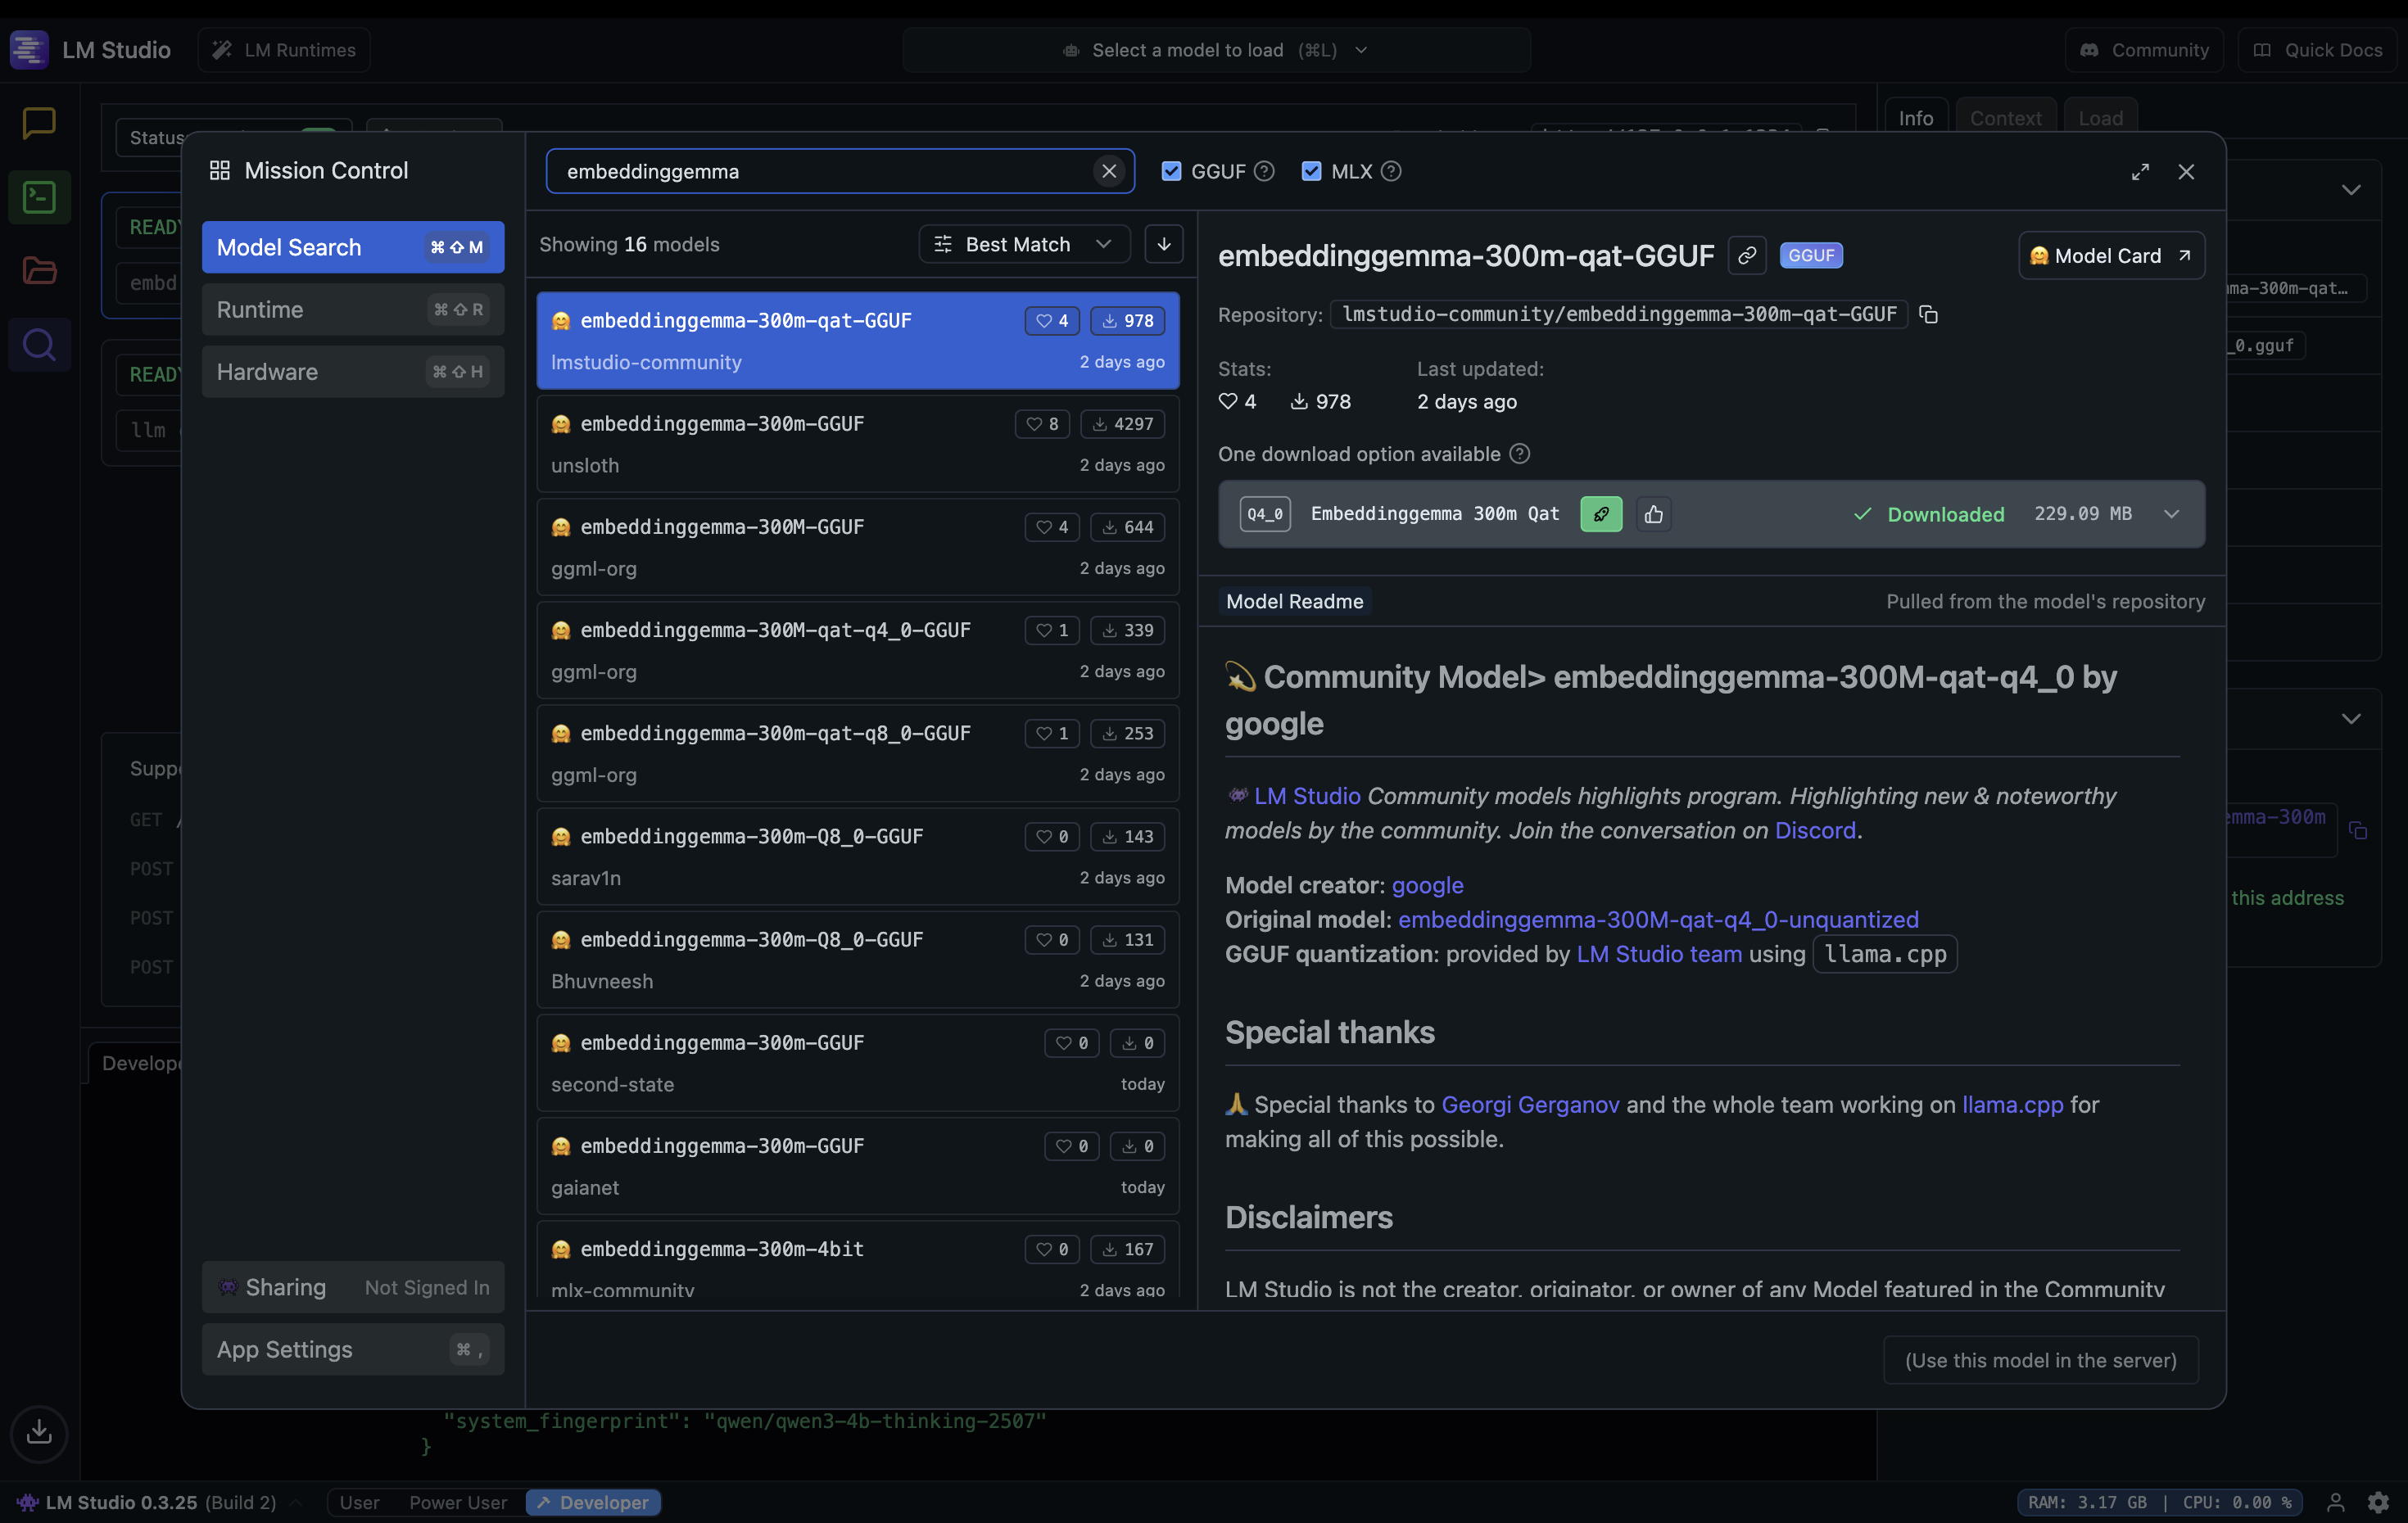 LM Studio
LM Runtimes
Select a model to load (⌘L)
Community
Quick Docs
Info
Context
Load
Status
READY
embd
READY
llm
Suppo
GET /
POST
POST
POST
Develope
Mission Control
Model Search ⌘⇧M
Runtime ⌘⇧R
Hardware ⌘⇧H
Sharing Not Signed In
App Settings ⌘ ,
embeddinggemma
GGUF
MLX
Showing 16 models
Best Match
embeddinggemma-300m-qat-GGUF 4 978
lmstudio-community 2 days ago
embeddinggemma-300m-GGUF 8 4297
unsloth 2 days ago
embeddinggemma-300M-GGUF 4 644
ggml-org 2 days ago
embeddinggemma-300M-qat-q4_0-GGUF 1 339
ggml-org 2 days ago
embeddinggemma-300m-qat-q8_0-GGUF 1 253
ggml-org 2 days ago
embeddinggemma-300m-Q8_0-GGUF 0 143
sarav1n 2 days ago
embeddinggemma-300m-Q8_0-GGUF 0 131
Bhuvneesh 2 days ago
embeddinggemma-300m-GGUF 0 0
second-state today
embeddinggemma-300m-GGUF 0 0
gaianet today
embeddinggemma-300m-4bit 0 167
mlx-community 2 days ago
embeddinggemma-300m-qat-GGUF GGUF
Model Card
Repository: lmstudio-community/embeddinggemma-300m-qat-GGUF
Stats: Last updated:
4 978 2 days ago
One download option available
Q4_0 Embeddinggemma 300m Qat Downloaded 229.09 MB
Model Readme Pulled from the model's repository
Community Model> embeddinggemma-300M-qat-q4_0 by
google
LM Studio Community models highlights program. Highlighting new & noteworthy
models by the community. Join the conversation on Discord.
Model creator: google
Original model: embeddinggemma-300M-qat-q4_0-unquantized
GGUF quantization: provided by LM Studio team using llama.cpp
Special thanks
Special thanks to Georgi Gerganov and the whole team working on llama.cpp for
making all of this possible.
Disclaimers
LM Studio is not the creator, originator, or owner of any Model featured in the Community
(Use this model in the server)
ma-300m-qat…
_0.gguf
emma-300m
this address
"system_fingerprint": "qwen/qwen3-4b-thinking-2507"
}
LM Studio 0.3.25 (Build 2)
User
Power User
Developer
RAM: 3.17 GB | CPU: 0.00 %